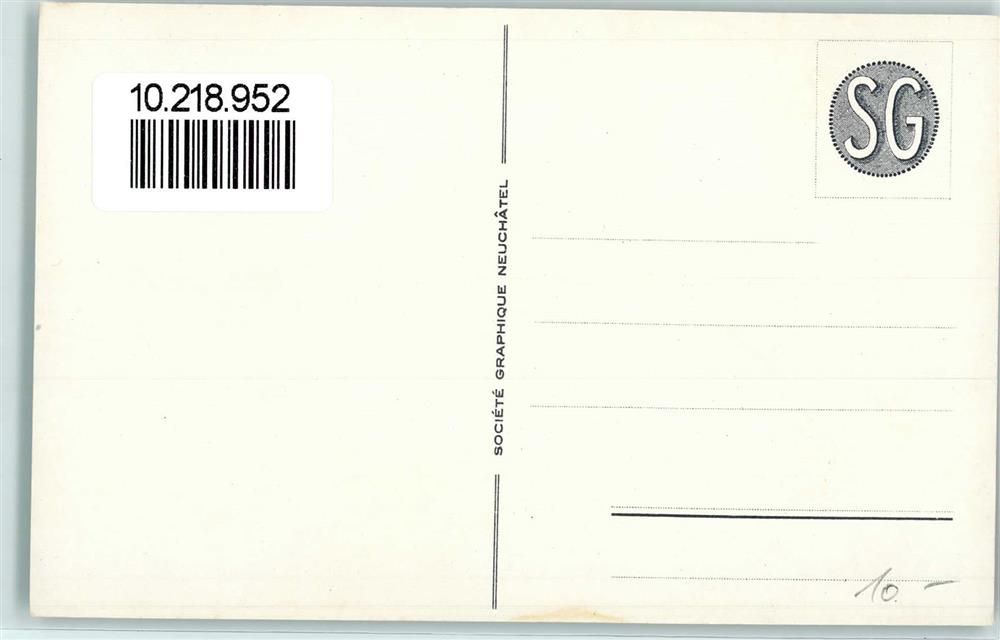 10.218.952
SOCIÉTÉ GRAPHIQUE NEUCHÂTEL
SG
10.–